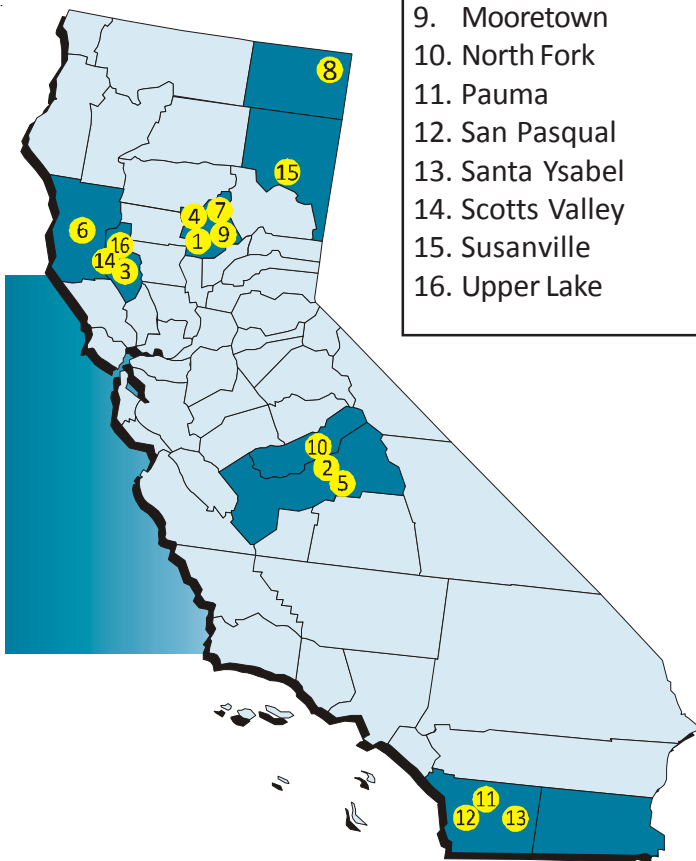 9. Mooretown
10. North Fork
11. Pauma
12. San Pasqual
13. Santa Ysabel
14. Scotts Valley
15. Susanville
16. Upper Lake
8
15
7
4
9
1
6
16
14
3
10
2
5
11
12
13